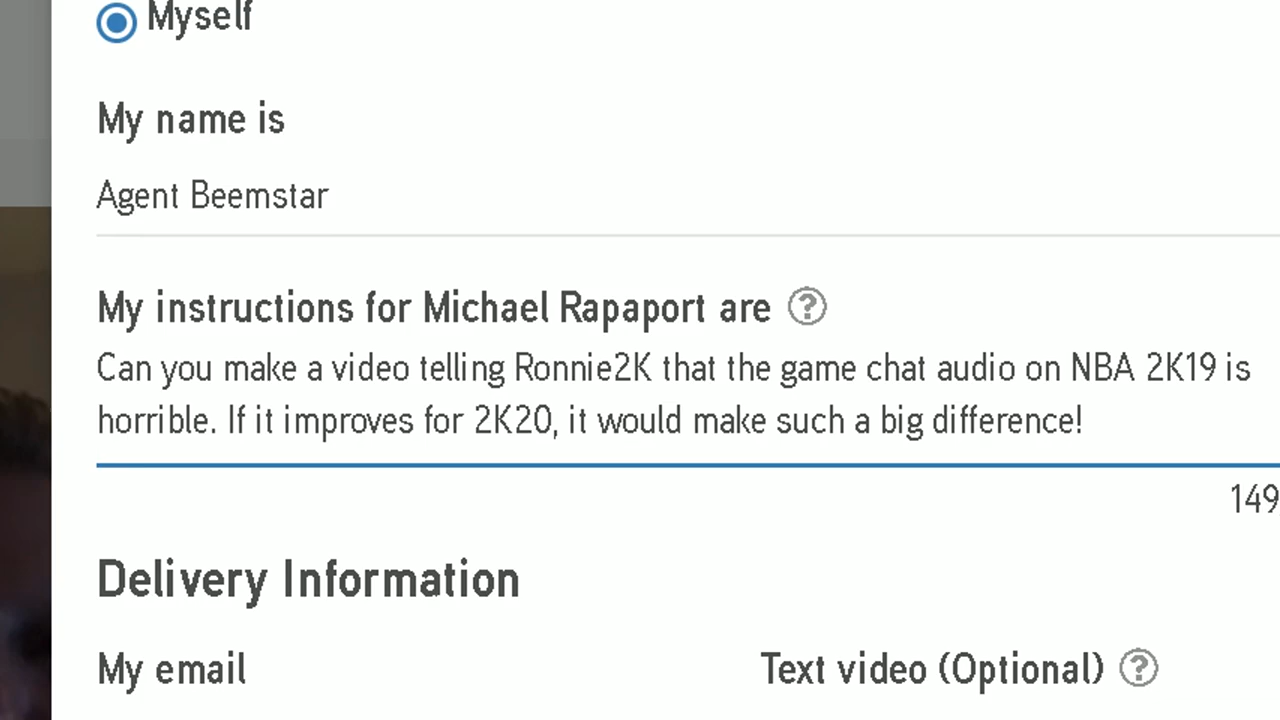 Myself
My name is
Agent Beemstar
My instructions for Michael Rapaport are ?
Can you make a video telling Ronnie2K that the game chat audio on NBA 2K19 is
horrible. If it improves for 2K20, it would make such a big difference!
149
Delivery Information
My email
Text video (Optional) ?